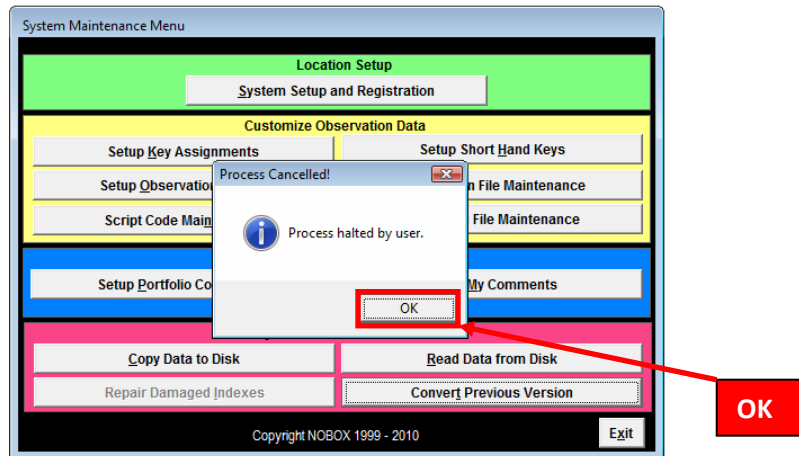 System Maintenance Menu
Location Setup
System Setup and Registration
Customize Observation Data
Setup Key Assignments
Setup Short Hand Keys
Process Cancelled!
Setup
File Maintenance
Script Code
File Maintenance
Process halted by user.
Setup Portfolio
My Comments
OK
Copy Data to Disk
Read Data from Disk
Repair Damaged Indexes
Convert Previous Version
OK
Copyright NOBOX 1999 - 2010
Exit